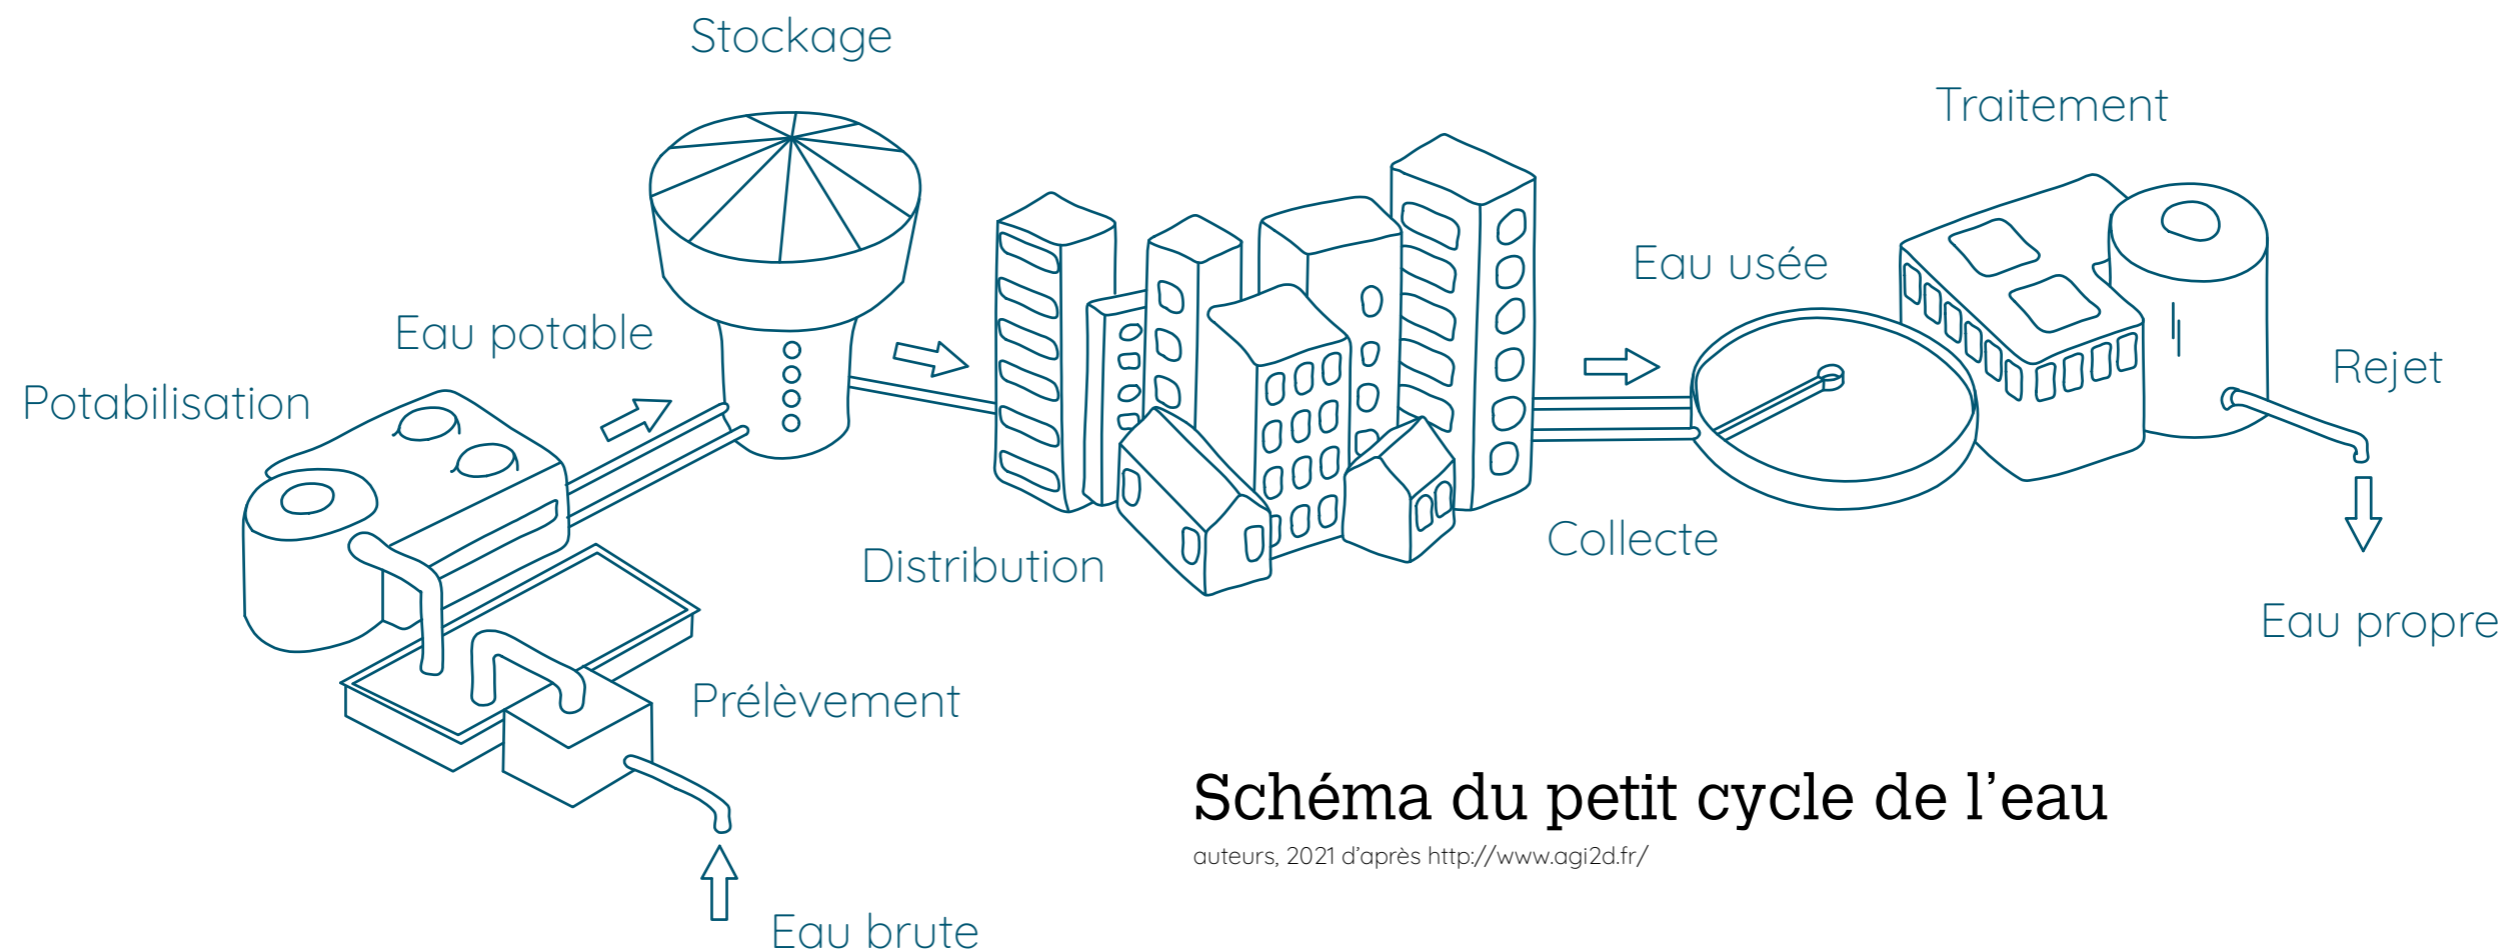 Stockage
Traitement
Eau usée
Eau potable
Rejet
Potabilisation
Collecte
Distribution
Eau propre
Prélèvement
Schéma du petit cycle de l’eau
auteurs, 2021 d’après http://www.agi2d.fr/
Eau brute